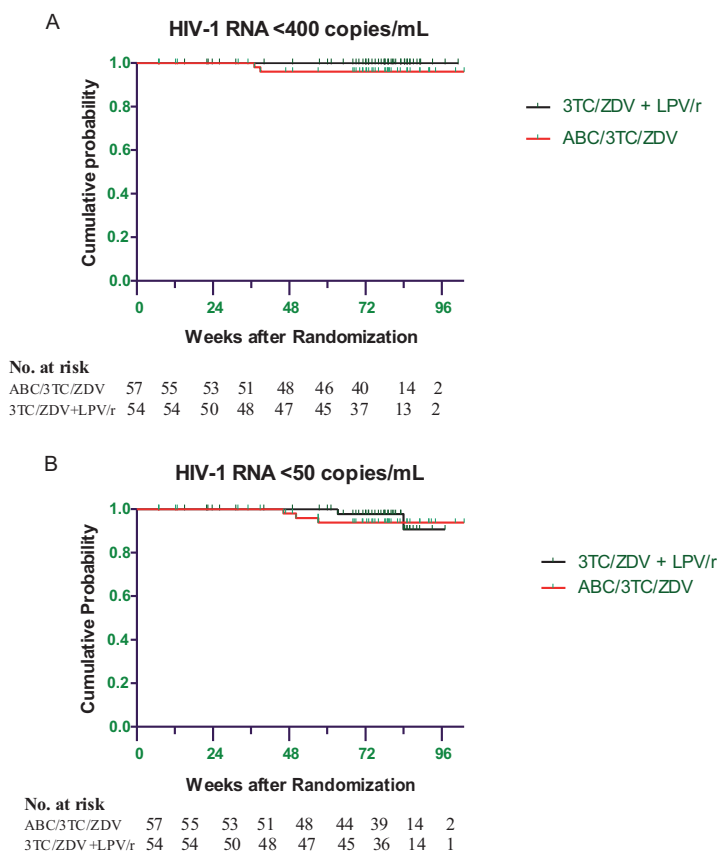 A
HIV-1 RNA <400 copies/mL
Cumulative probability
1.0
0.8
0.6
0.4
0.2
0.0
0 24 48 72 96
Weeks after Randomization
3TC/ZDV + LPV/r
ABC/3TC/ZDV
No. at risk
ABC/3TC/ZDV 57 55 53 51 48 46 40 14 2
3TC/ZDV+LPV/r 54 54 50 48 47 45 37 13 2
B
HIV-1 RNA <50 copies/mL
Cumulative Probability
1.0
0.8
0.6
0.4
0.2
0.0
0 24 48 72 96
Weeks after Randomization
3TC/ZDV + LPV/r
ABC/3TC/ZDV
No. at risk
ABC/3TC/ZDV 57 55 53 51 48 44 39 14 2
3TC/ZDV+LPV/r 54 54 50 48 47 45 36 14 1